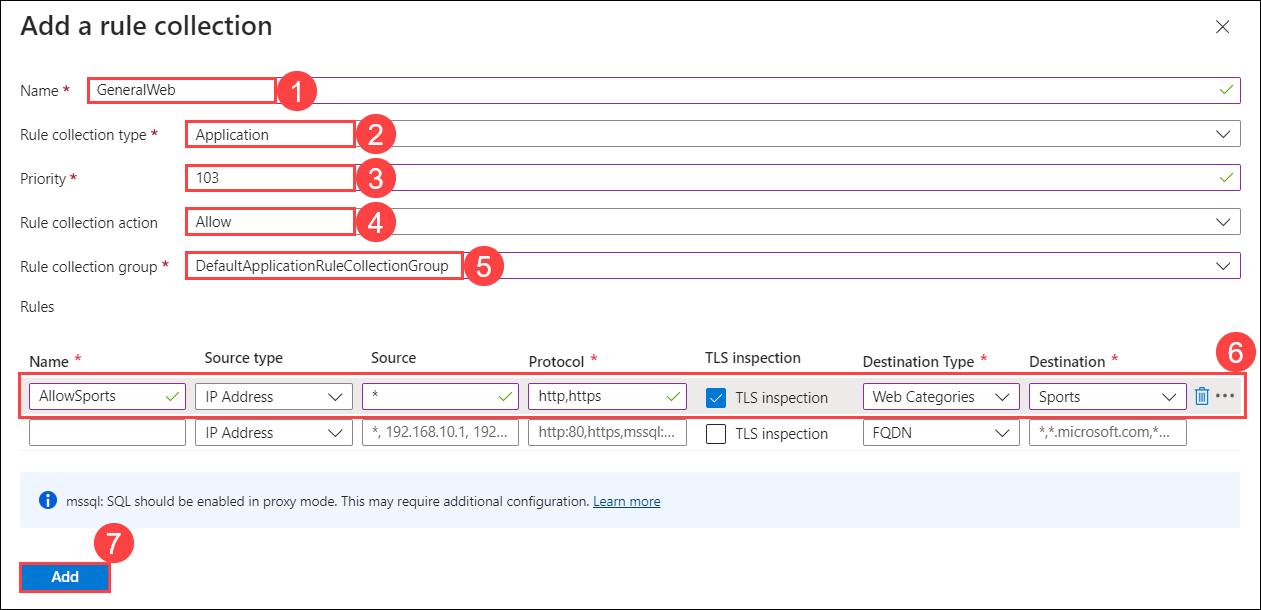 Add a rule collection
Name * GeneralWeb 1
Rule collection type * Application 2
Priority * 103 3
Rule collection action Allow 4
Rule collection group * DefaultApplicationRuleCollectionGroup 5
Rules
Name * Source type Source Protocol * TLS inspection Destination Type * Destination * 6
AllowSports IP Address * http,https TLS inspection Web Categories Sports ...
IP Address *, 192.168.10.1, 192... http:80,https,mssql:... TLS inspection FQDN *,*.microsoft.com,*...
mssql: SQL should be enabled in proxy mode. This may require additional configuration. Learn more
7
Add